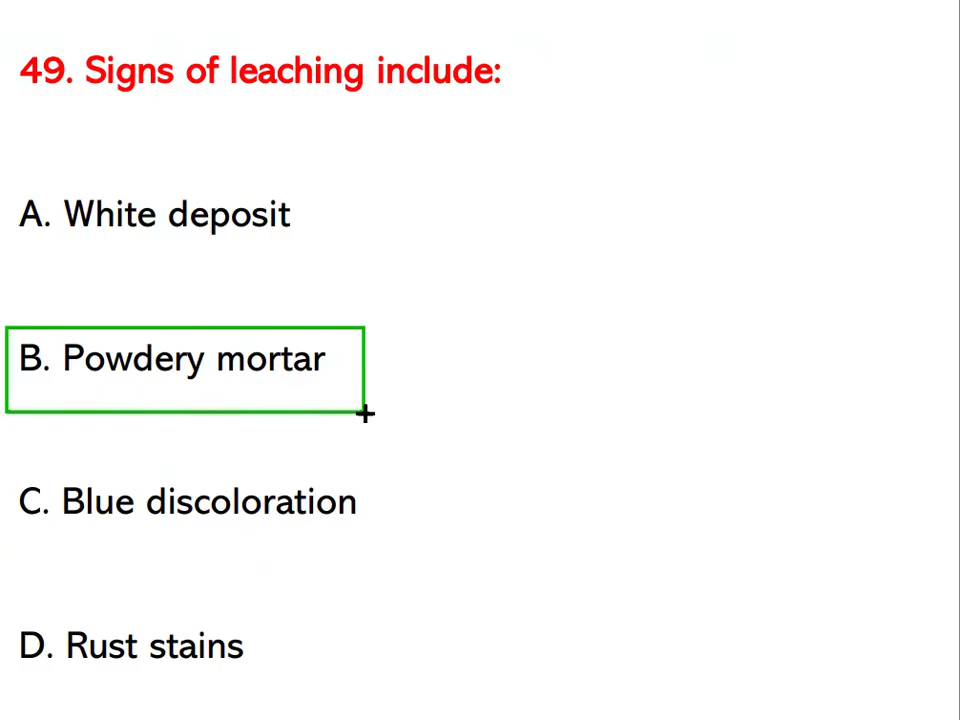 49. Signs of leaching include:
A. White deposit
B. Powdery mortar
C. Blue discoloration
D. Rust stains